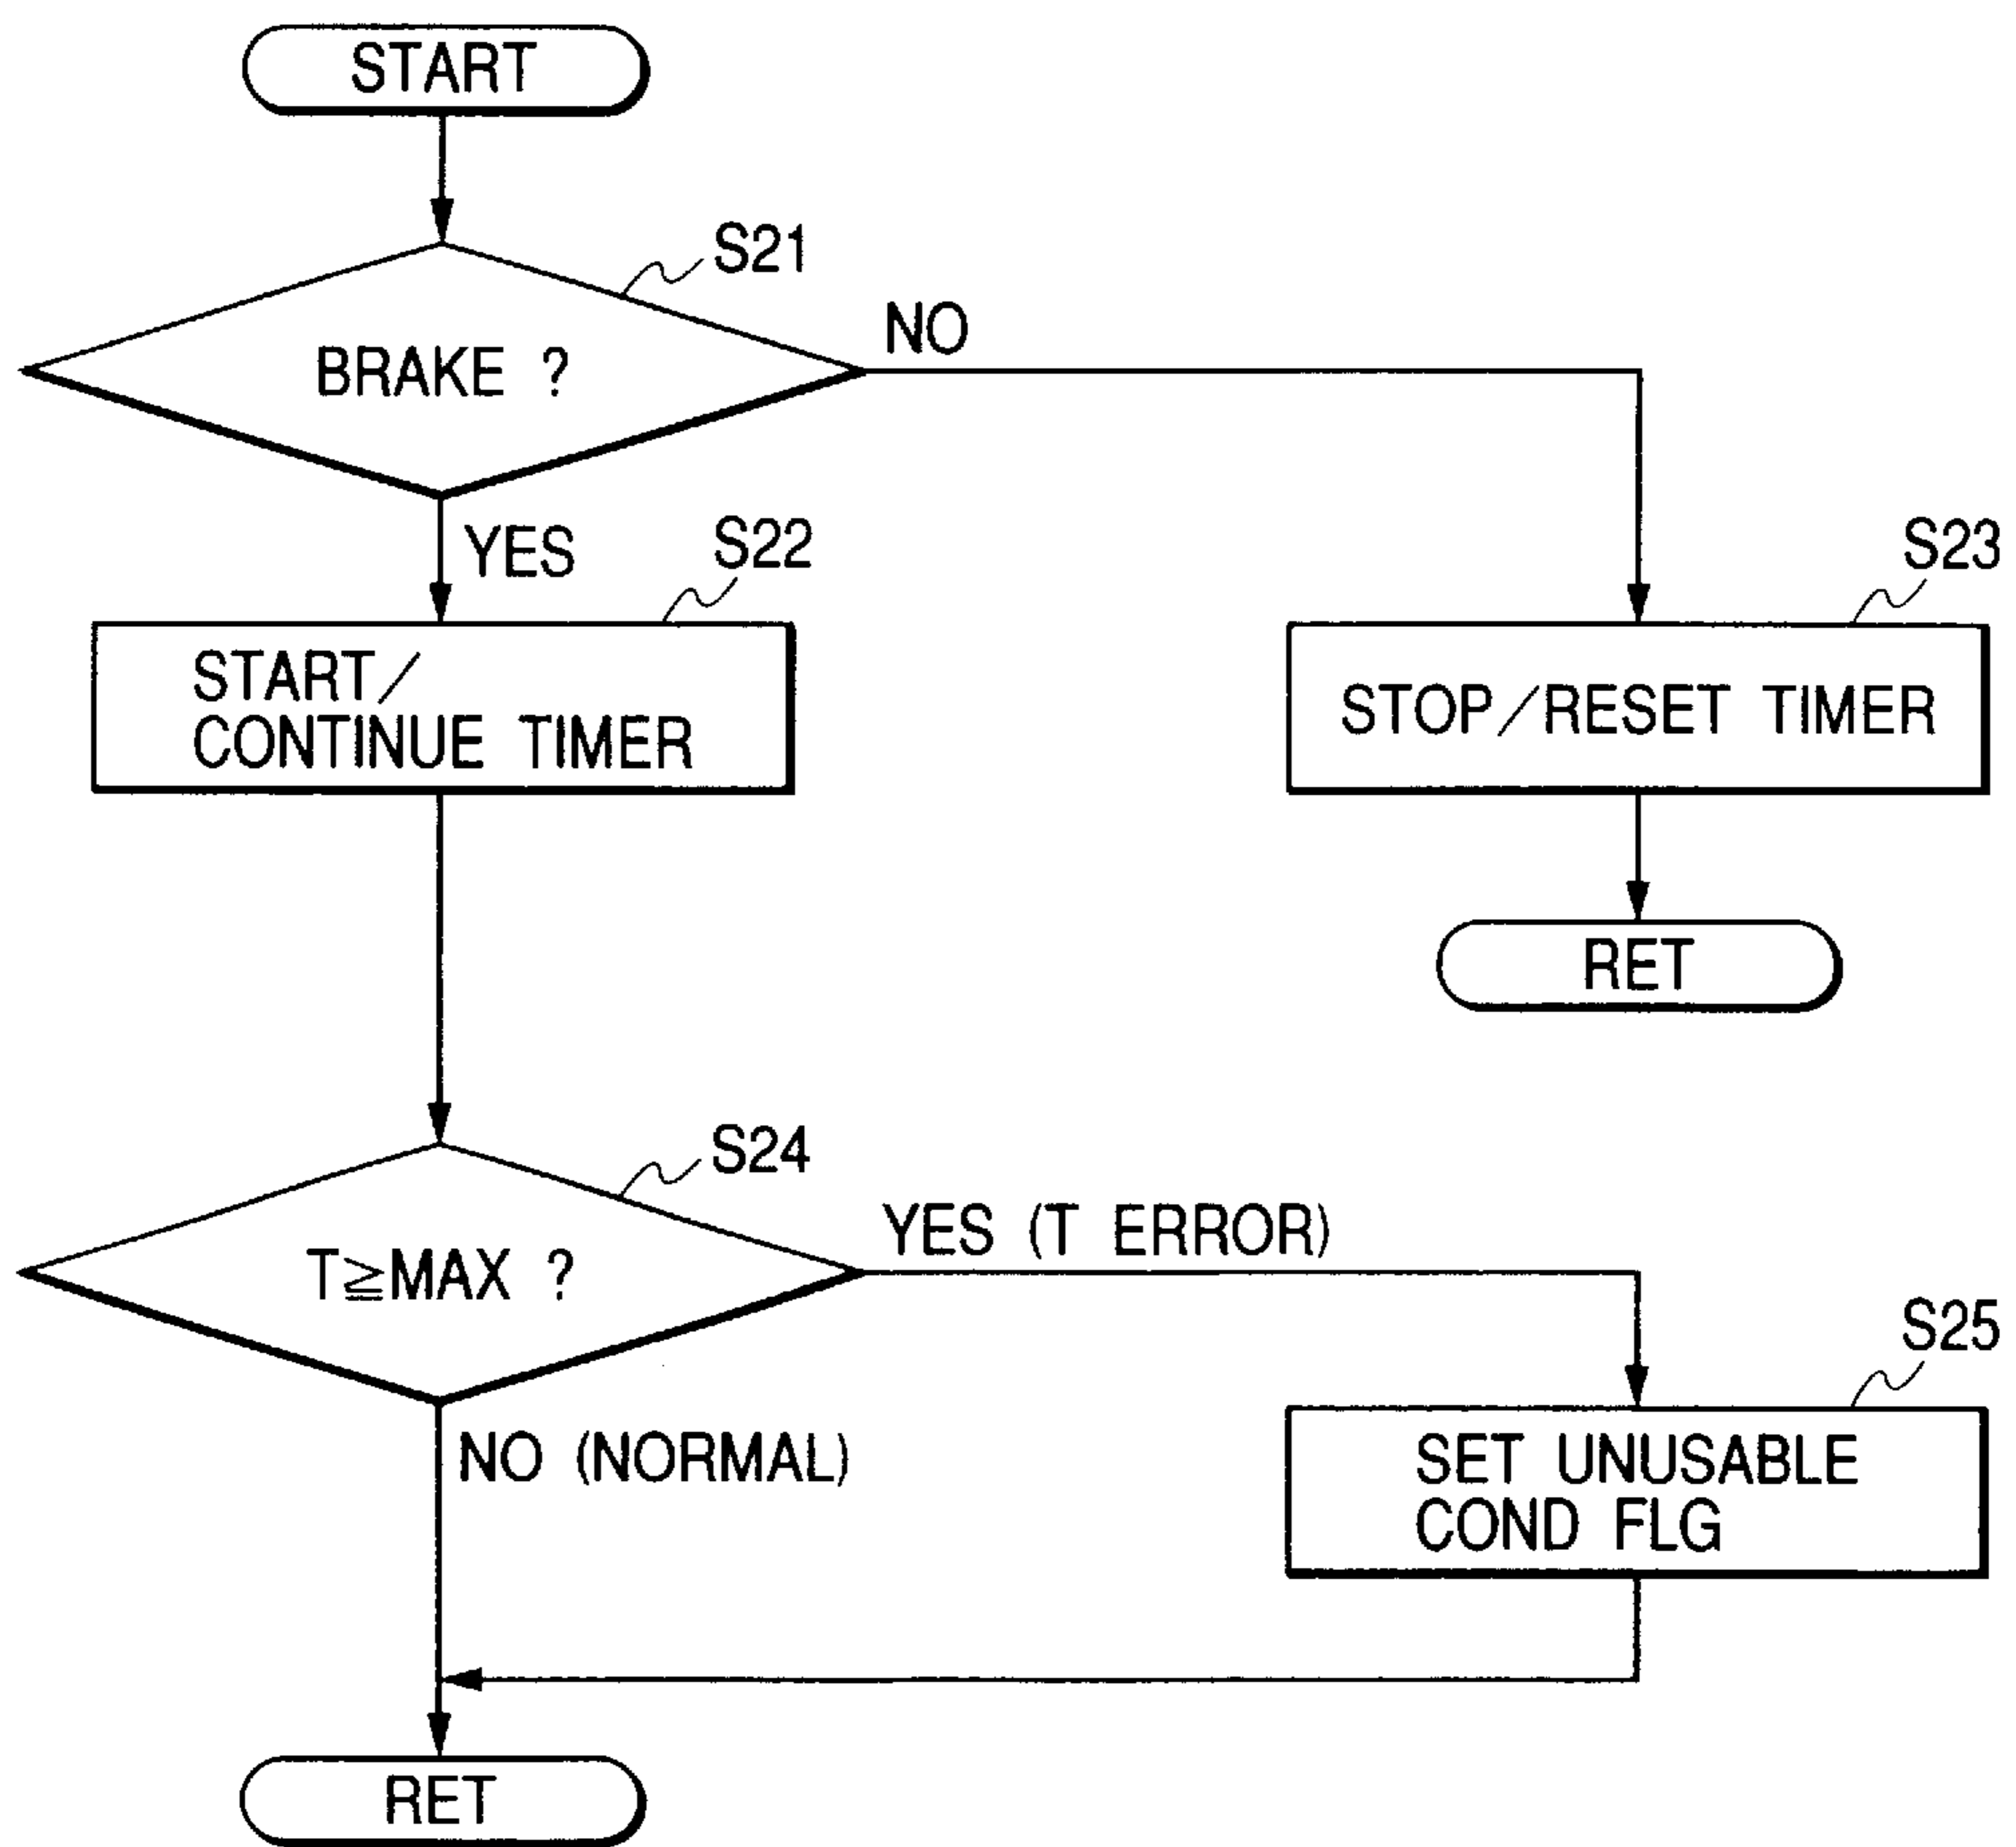 START
S21
BRAKE ?
NO
YES
S22
S23
START/
CONTINUE TIMER
STOP/RESET TIMER
RET
S24
T≧MAX ?
YES (T ERROR)
S25
NO (NORMAL)
SET UNUSABLE
COND FLG
RET